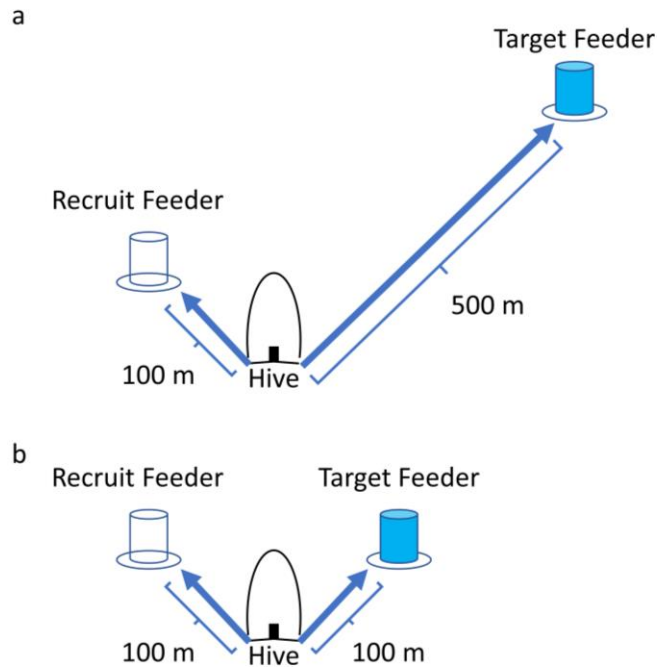 a
Target Feeder
Recruit Feeder
500 m
100 m
Hive
b
Recruit Feeder
Target Feeder
100 m
Hive
100 m